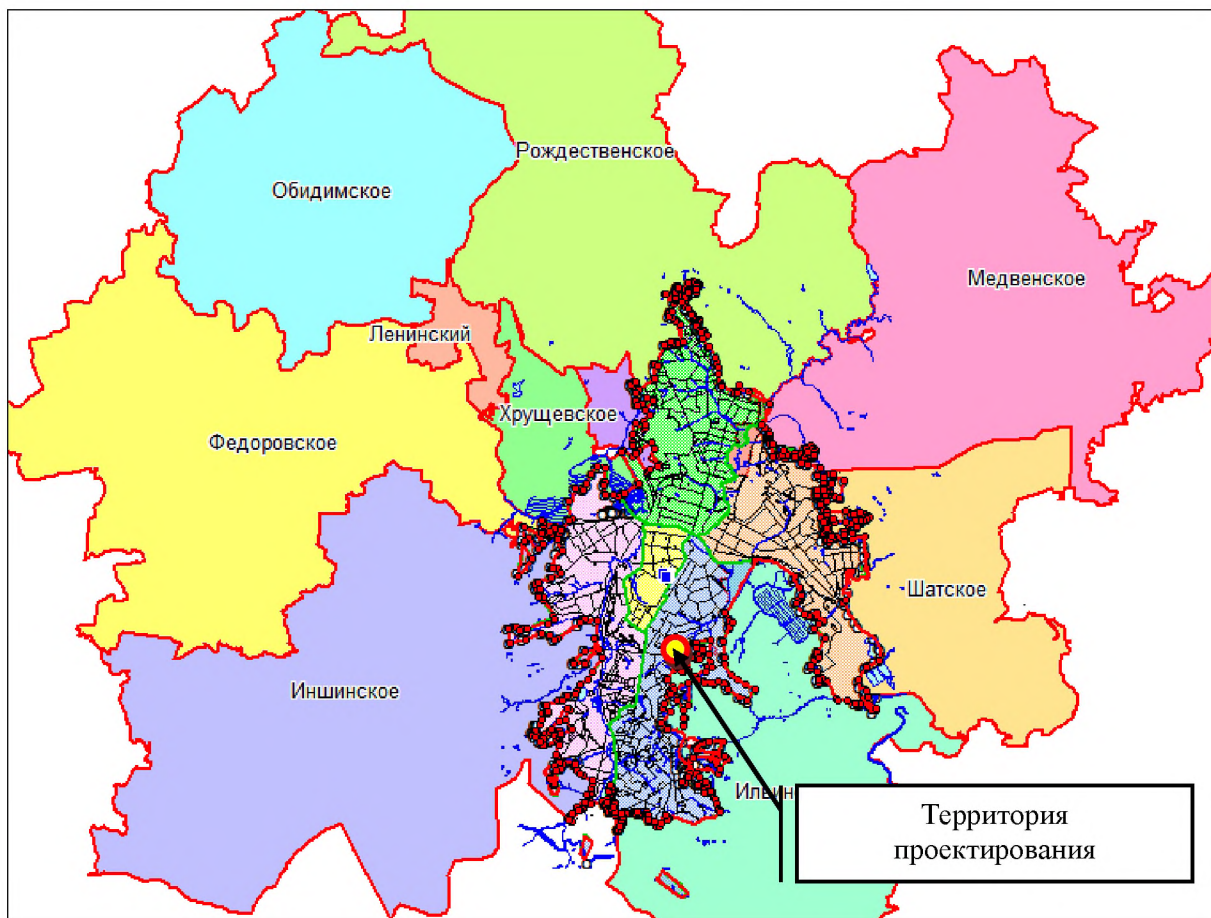 Рождественское
Обидимское
Медвенское
Ленинский
Хрущевское
Федоровское
Шатское
Иншинское
Территория
проектирования